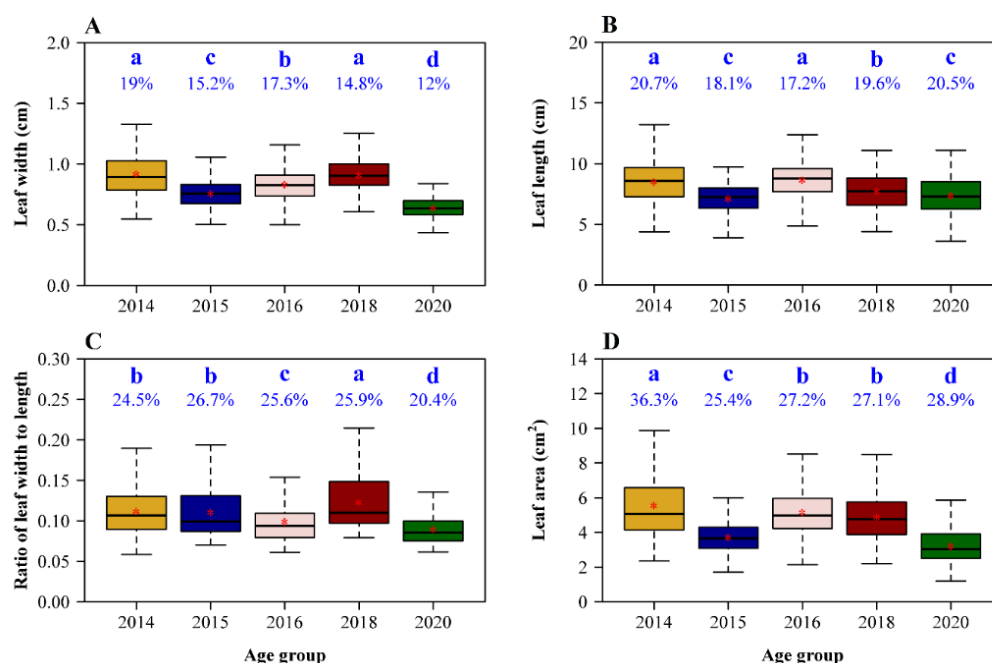 A
Leaf width (cm)
2.0
1.5
1.0
0.5
0.0
a c b a d
19% 15.2% 17.3% 14.8% 12%
2014 2015 2016 2018 2020
B
Leaf length (cm)
20
15
10
5
0
a c a b c
20.7% 18.1% 17.2% 19.6% 20.5%
2014 2015 2016 2018 2020
C
Ratio of leaf width to length
0.30
0.25
0.20
0.15
0.10
0.05
0.00
b b c a d
24.5% 26.7% 25.6% 25.9% 20.4%
2014 2015 2016 2018 2020
Age group
D
Leaf area (cm²)
14
12
10
8
6
4
2
0
a c b b d
36.3% 25.4% 27.2% 27.1% 28.9%
2014 2015 2016 2018 2020
Age group